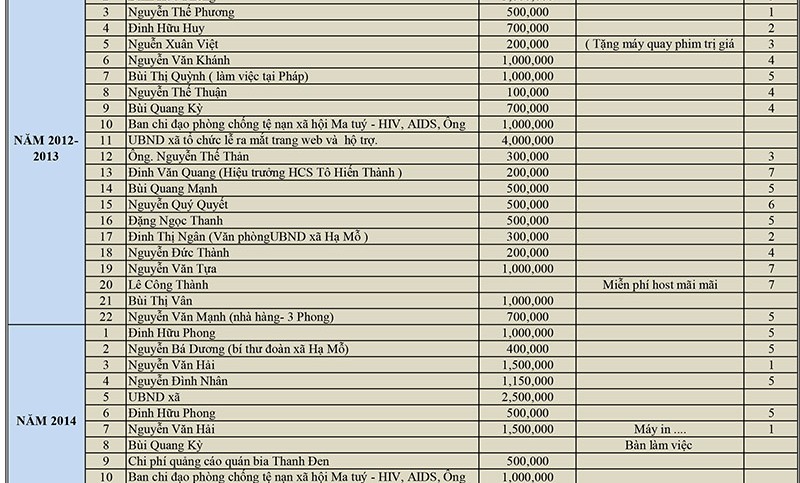 3 Nguyễn Thế Phương 500,000 1
4 Đinh Hữu Huy 700,000 2
5 Nguễn Xuân Việt 200,000 ( Tặng máy quay phim trị giá 3
6 Nguyễn Văn Khánh 1,000,000 4
7 Bùi Thị Quỳnh ( làm việc tại Pháp) 1,000,000 5
8 Nguyễn Thế Thuận 100,000 4
9 Bùi Quang Kỳ 700,000 4
10 Ban chỉ đạo phòng chống tệ nạn xã hội Ma tuý - HIV, AIDS, Ông 1,000,000
NĂM 2012-
2013
11 UBND xã tổ chức lễ ra mắt trang web và hỗ trợ. 4,000,000
12 Ông. Nguyễn Thế Thản 300,000 3
13 Đinh Văn Quang (Hiệu trưởng HCS Tô Hiến Thành ) 200,000 7
14 Bùi Quang Mạnh 500,000 5
15 Nguyễn Quý Quyết 500,000 6
16 Đặng Ngọc Thanh 500,000 5
17 Đinh Thị Ngân (Văn phòngUBND xã Hạ Mỗ ) 300,000 2
18 Nguyễn Đức Thành 200,000 4
19 Nguyễn Văn Tựa 1,000,000 7
20 Lê Công Thành Miễn phí host mãi mãi 7
21 Bùi Thị Vân 1,000,000
22 Nguyễn Văn Mạnh (nhà hàng- 3 Phong) 700,000 5
1 Đinh Hữu Phong 1,000,000 5
2 Nguyễn Bá Dương (bí thư đoàn xã Hạ Mỗ) 400,000 5
3 Nguyễn Văn Hải 1,500,000 1
4 Nguyễn Đình Nhân 1,150,000 5
5 UBND xã 2,500,000
NĂM 2014
6 Đinh Hữu Phong 500,000 5
7 Nguyễn Văn Hải 1,500,000 Máy in .... 1
8 Bùi Quang Kỳ Bàn làm việc
9 Chi phí quảng cáo quán bia Thanh Đen 500,000
10 Ban chỉ đạo phòng chống tệ nạn xã hội Ma tuý - HIV, AIDS, Ông 1,000,000